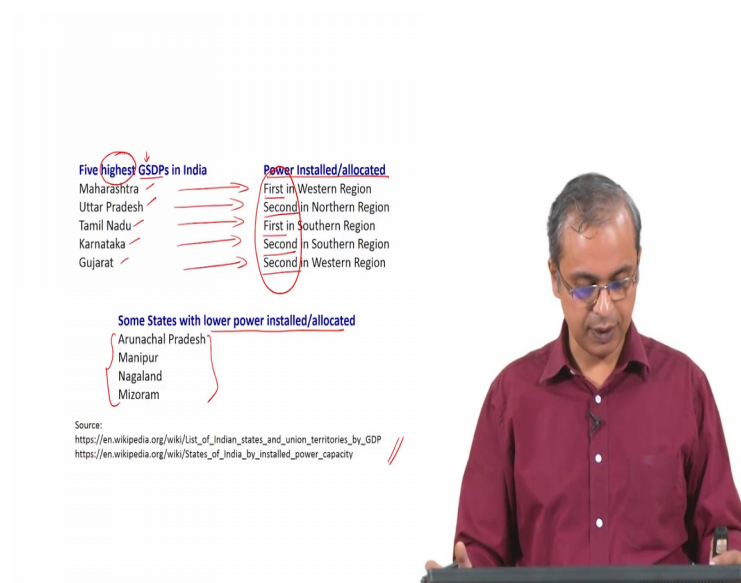 Five highest GSDPs in India
Power Installed/allocated
Maharashtra
First in Western Region
Uttar Pradesh
Second in Northern Region
Tamil Nadu
First in Southern Region
Karnataka
Second in Southern Region
Gujarat
Second in Western Region
Some States with lower power installed/allocated
Arunachal Pradesh
Manipur
Nagaland
Mizoram
Source:
https://en.wikipedia.org/wiki/List_of_Indian_states_and_union_territories_by_GDP
https://en.wikipedia.org/wiki/States_of_India_by_installed_power_capacity